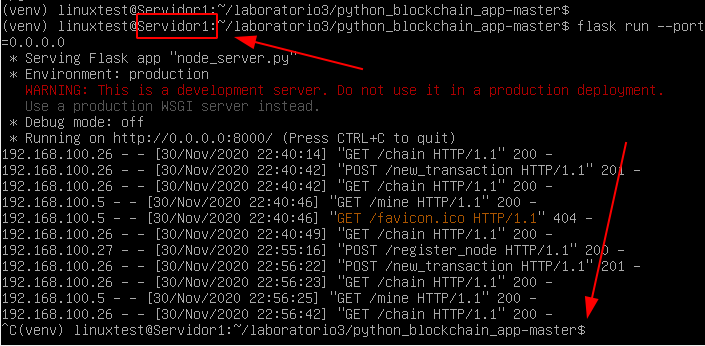 (venv) linuxtest@Servidor1:~/laboratorio3/python_blockchain_app-master$
(venv) linuxtest@Servidor1:~/laboratorio3/python_blockchain_app-master$ flask run --port
=0.0.0.0
 * Serving Flask app "node_server.py"
 * Environment: production
   WARNING: This is a development server. Do not use it in a production deployment.
   Use a production WSGI server instead.
 * Debug mode: off
 * Running on http://0.0.0.0:8000/ (Press CTRL+C to quit)
192.168.100.26 - - [30/Nov/2020 22:40:14] "GET /chain HTTP/1.1" 200 -
192.168.100.26 - - [30/Nov/2020 22:40:42] "POST /new_transaction HTTP/1.1" 201 -
192.168.100.26 - - [30/Nov/2020 22:40:42] "GET /chain HTTP/1.1" 200 -
192.168.100.5 - - [30/Nov/2020 22:40:46] "GET /mine HTTP/1.1" 200 -
192.168.100.5 - - [30/Nov/2020 22:40:46] "GET /favicon.ico HTTP/1.1" 404 -
192.168.100.26 - - [30/Nov/2020 22:40:49] "GET /chain HTTP/1.1" 200 -
192.168.100.27 - - [30/Nov/2020 22:55:16] "POST /register_node HTTP/1.1" 200 -
192.168.100.26 - - [30/Nov/2020 22:56:22] "POST /new_transaction HTTP/1.1" 201 -
192.168.100.26 - - [30/Nov/2020 22:56:23] "GET /chain HTTP/1.1" 200 -
192.168.100.5 - - [30/Nov/2020 22:56:25] "GET /mine HTTP/1.1" 200 -
192.168.100.26 - - [30/Nov/2020 22:56:42] "GET /chain HTTP/1.1" 200 -
^C(venv) linuxtest@Servidor1:~/laboratorio3/python_blockchain_app-master$